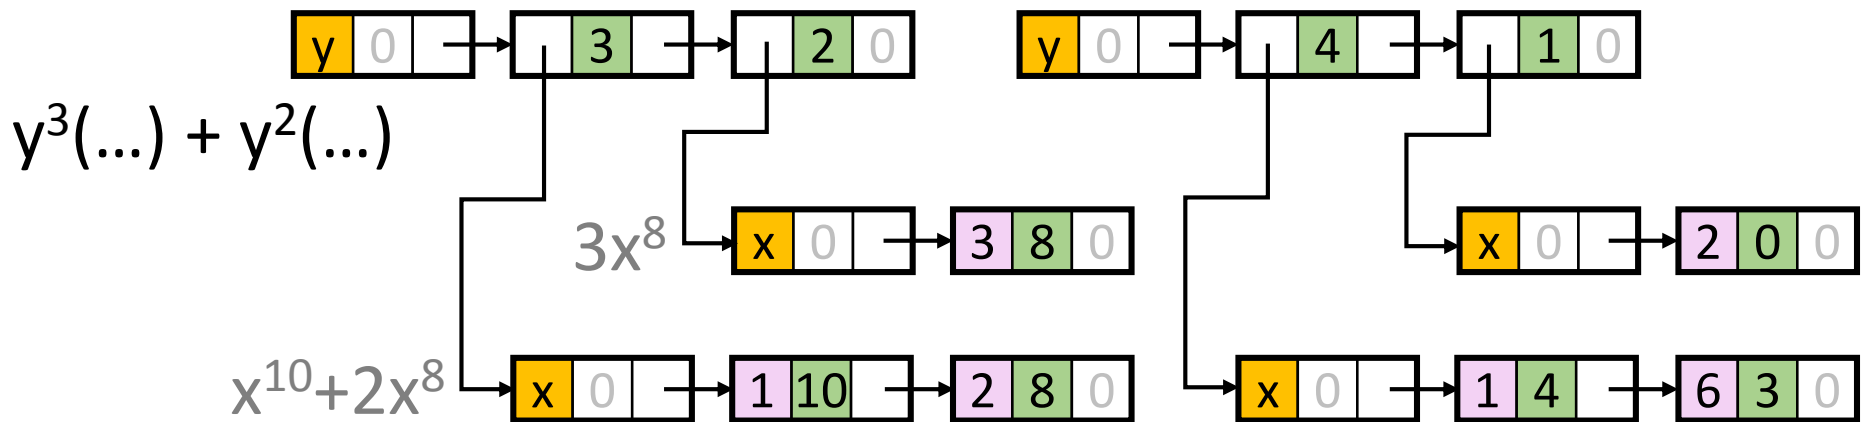 y 0 3 2 0 y 0 4 1 0
y³(...) + y²(...)
3x⁸ x 0 3 8 0 x 0 2 0 0
x¹⁰+2x⁸ x 0 1 10 2 8 0 x 0 1 4 6 3 0